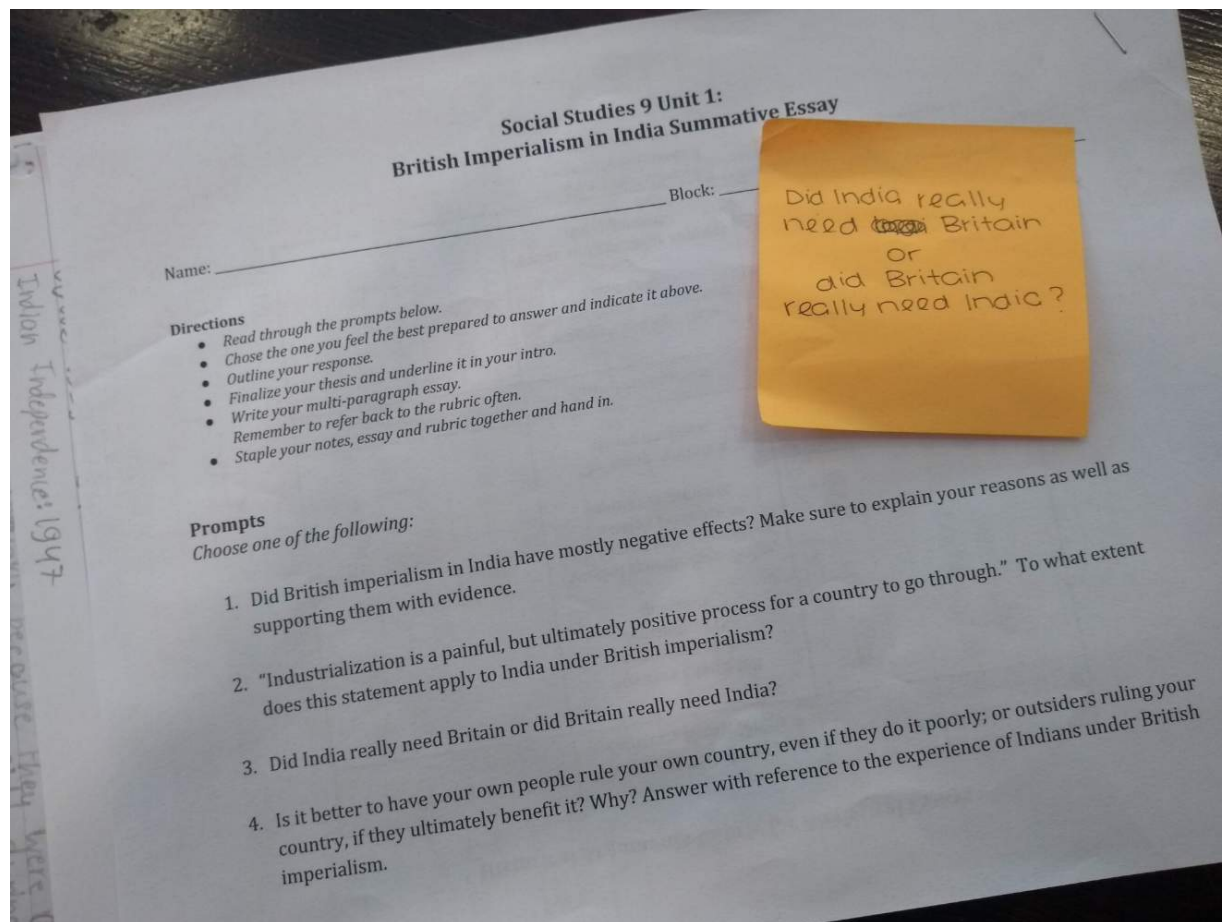 Social Studies 9 Unit 1:
British Imperialism in India Summative Essay
Name: Block:
Did India really
need Britain
or
did Britain
really need India?
Directions
• Read through the prompts below.
• Chose the one you feel the best prepared to answer and indicate it above.
• Outline your response.
• Finalize your thesis and underline it in your intro.
• Write your multi-paragraph essay.
Remember to refer back to the rubric often.
• Staple your notes, essay and rubric together and hand in.
Prompts
Choose one of the following:
1. Did British imperialism in India have mostly negative effects? Make sure to explain your reasons as well as
supporting them with evidence.
2. “Industrialization is a painful, but ultimately positive process for a country to go through.” To what extent
does this statement apply to India under British imperialism?
3. Did India really need Britain or did Britain really need India?
4. Is it better to have your own people rule your own country, even if they do it poorly; or outsiders ruling your
country, if they ultimately benefit it? Why? Answer with reference to the experience of Indians under British
imperialism.
Indian Independence: 1947
because they were